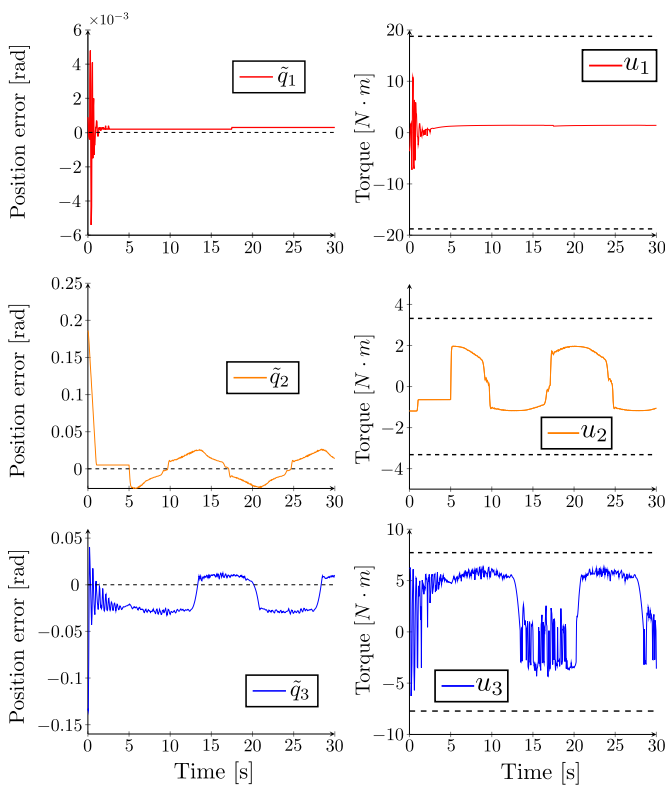 ×10⁻³
6
4
2
0
−2
−4
−6
0 5 10 15 20 25 30
Position error [rad]
q̃₁
20
10
0
−10
−20
0 5 10 15 20 25 30
Torque [N · m]
u₁
0.25
0.2
0.15
0.1
0.05
0
0 5 10 15 20 25 30
Position error [rad]
q̃₂
4
2
0
−2
−4
0 5 10 15 20 25 30
Torque [N · m]
u₂
0.05
0
−0.05
−0.1
−0.15
0 5 10 15 20 25 30
Position error [rad]
q̃₃
Time [s]
10
5
0
−5
−10
0 5 10 15 20 25 30
Torque [N · m]
u₃
Time [s]